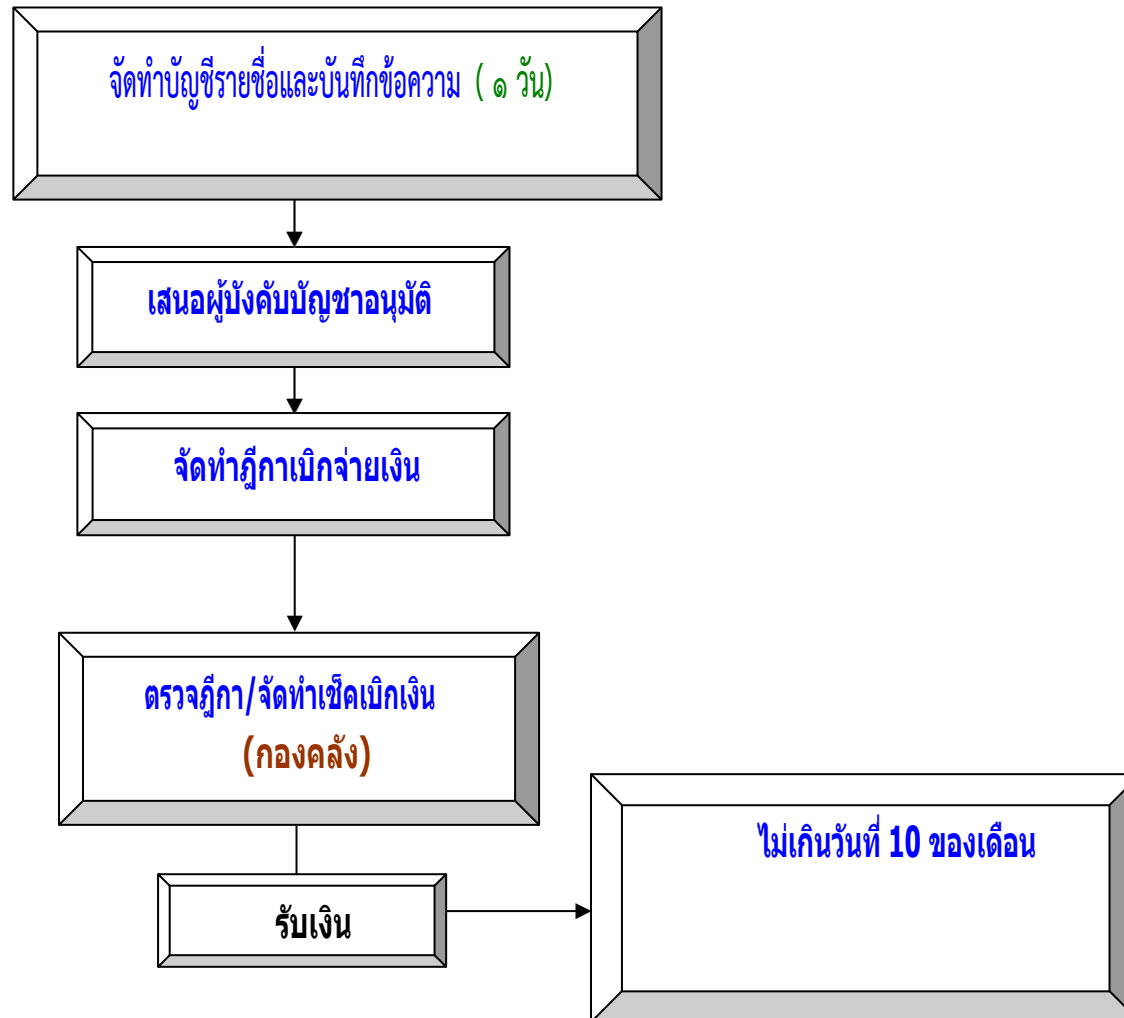 จัดทำบัญชีรายชื่อและบันทึกข้อความ ( ๑ วัน)
เสนอผู้บังคับบัญชาอนุมัติ
จัดทำฎีกาเบิกจ่ายเงิน
ตรวจฎีกา/จัดทำเช็คเบิกเงิน
(กองคลัง)
ไม่เกินวันที่ 10 ของเดือน
รับเงิน